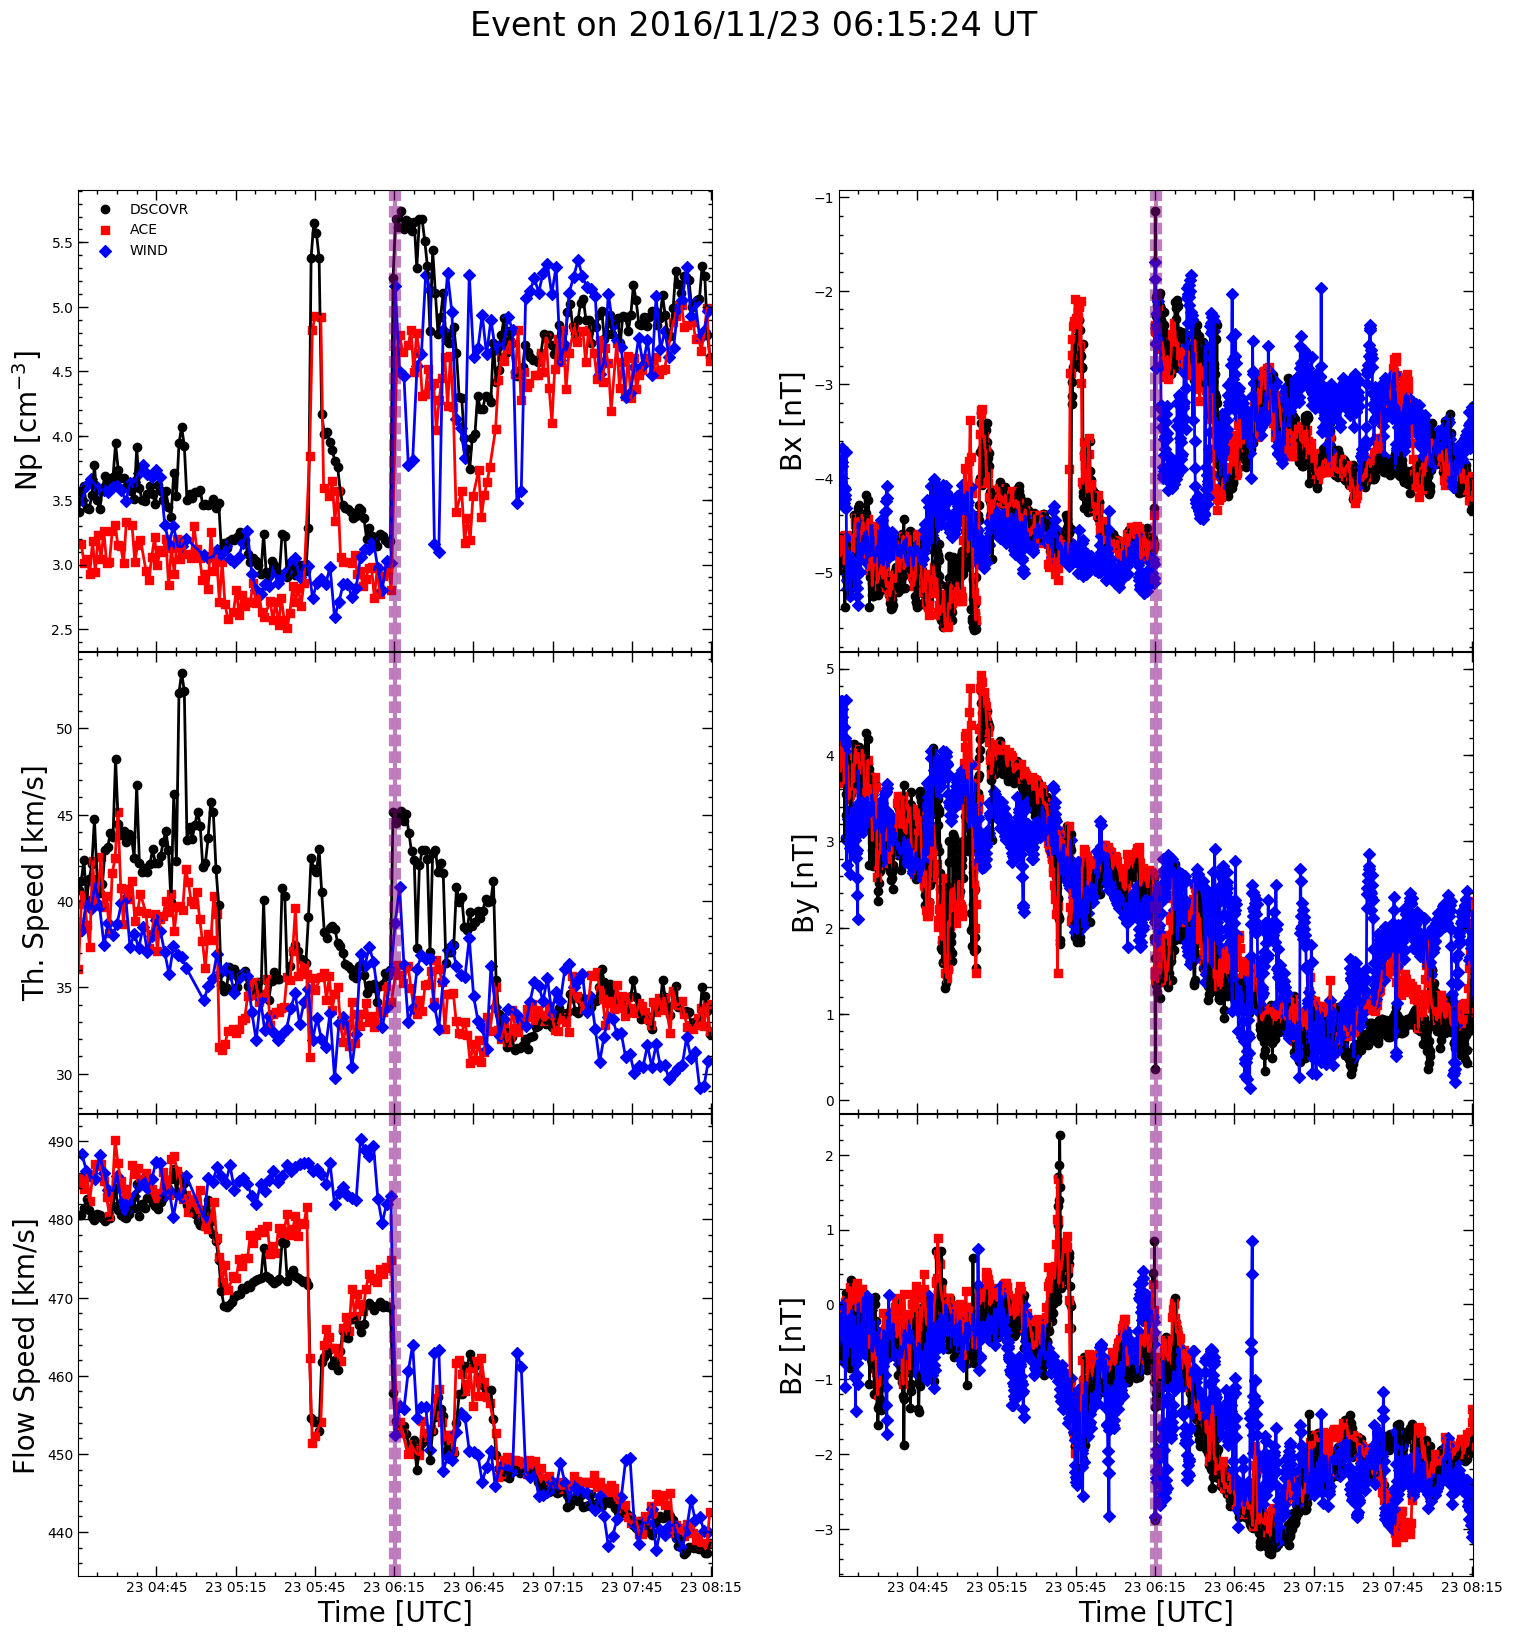 Event on 2016/11/23 06:15:24 UT
DSCOVR
ACE
WIND
Np [cm⁻³]
5.5
5.0
4.5
4.0
3.5
3.0
2.5
Th. Speed [km/s]
50
45
40
35
30
Flow Speed [km/s]
490
480
470
460
450
440
23 04:45 23 05:15 23 05:45 23 06:15 23 06:45 23 07:15 23 07:45 23 08:15
Time [UTC]
Bx [nT]
−1
−2
−3
−4
−5
By [nT]
5
4
3
2
1
0
Bz [nT]
2
1
0
−1
−2
−3
23 04:45 23 05:15 23 05:45 23 06:15 23 06:45 23 07:15 23 07:45 23 08:15
Time [UTC]